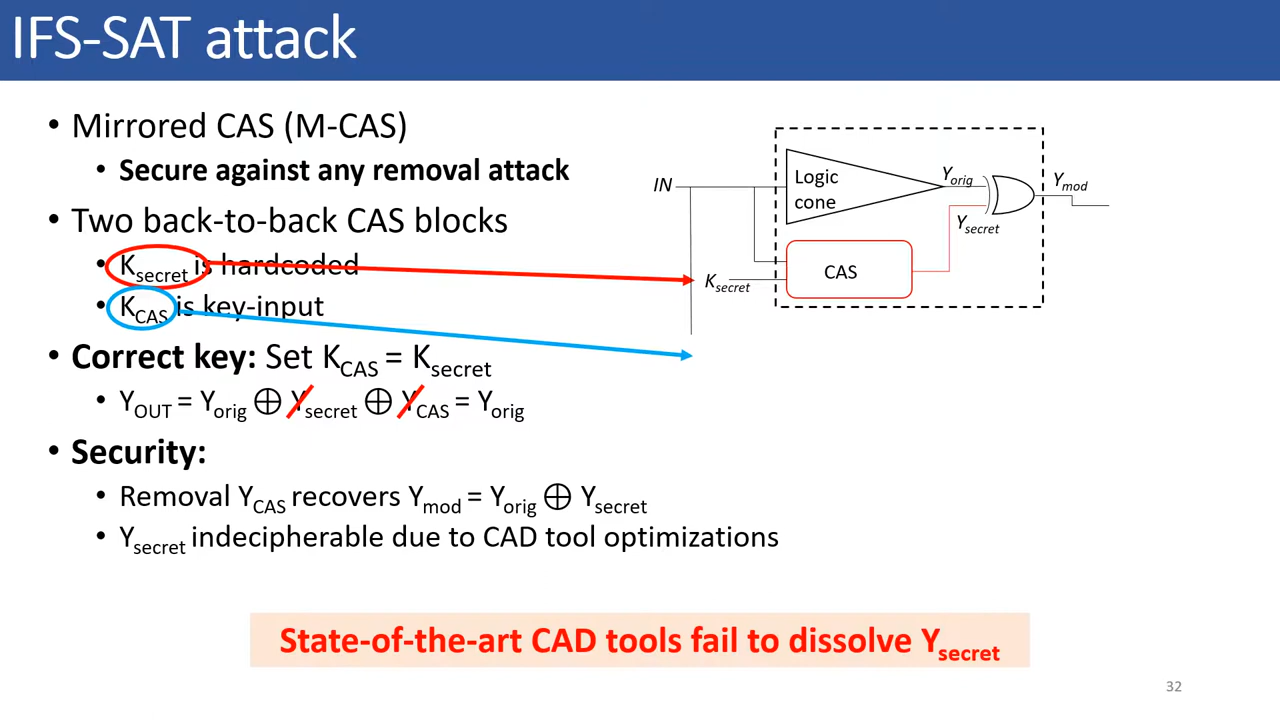 IFS-SAT attack
• Mirrored CAS (M-CAS)
• Secure against any removal attack
• Two back-to-back CAS blocks
• Ksecret is hardcoded
• KCAS is key-input
• Correct key: Set KCAS = Ksecret
• YOUT = Yorig ⊕ Ysecret ⊕ YCAS = Yorig
• Security:
• Removal YCAS recovers Ymod = Yorig ⊕ Ysecret
• Ysecret indecipherable due to CAD tool optimizations
IN
Logic
cone
Yorig
Ymod
Ysecret
CAS
Ksecret
State-of-the-art CAD tools fail to dissolve Ysecret
32